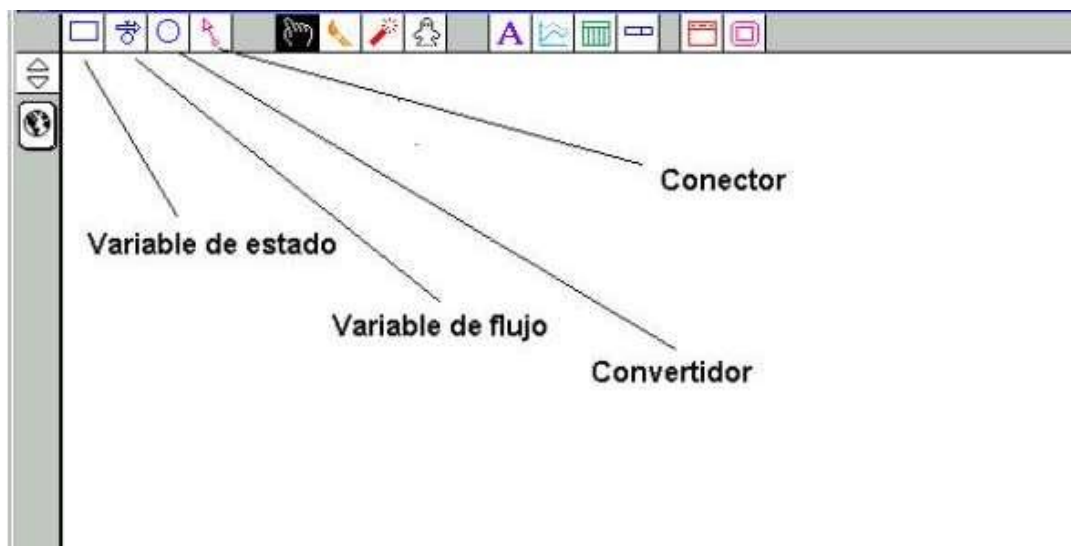 A
Conector
Variable de estado
Variable de flujo
Convertidor